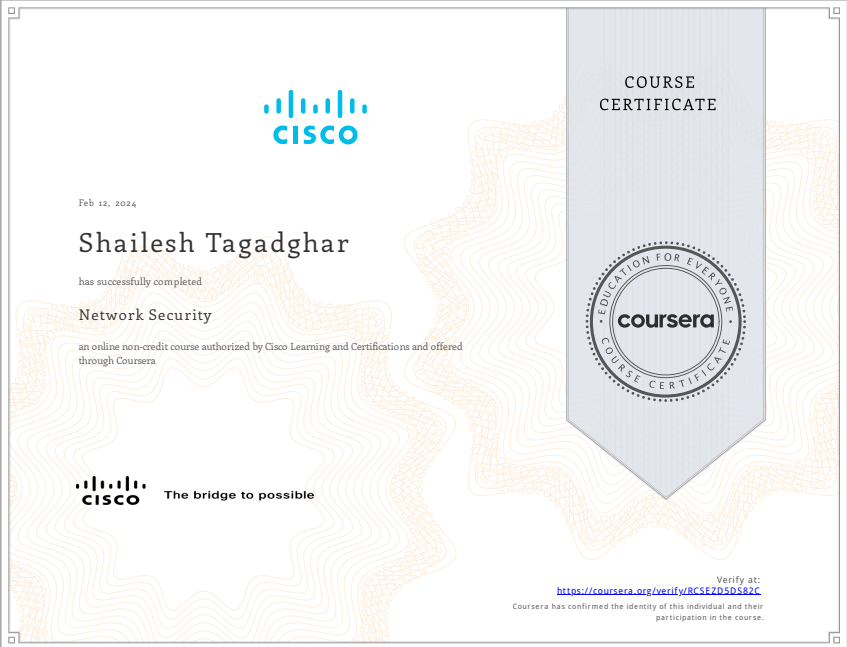 COURSE
CERTIFICATE
CISCO
Feb 12, 2024
Shailesh Tagadghar
has successfully completed
Network Security
an online non-credit course authorized by Cisco Learning and Certifications and offered
through Coursera
EDUCATION FOR EVERYONE
coursera
COURSE CERTIFICATE
CISCO The bridge to possible
Verify at:
https://coursera.org/verify/RCSEZD5DS82C
Coursera has confirmed the identity of this individual and their
participation in the course.